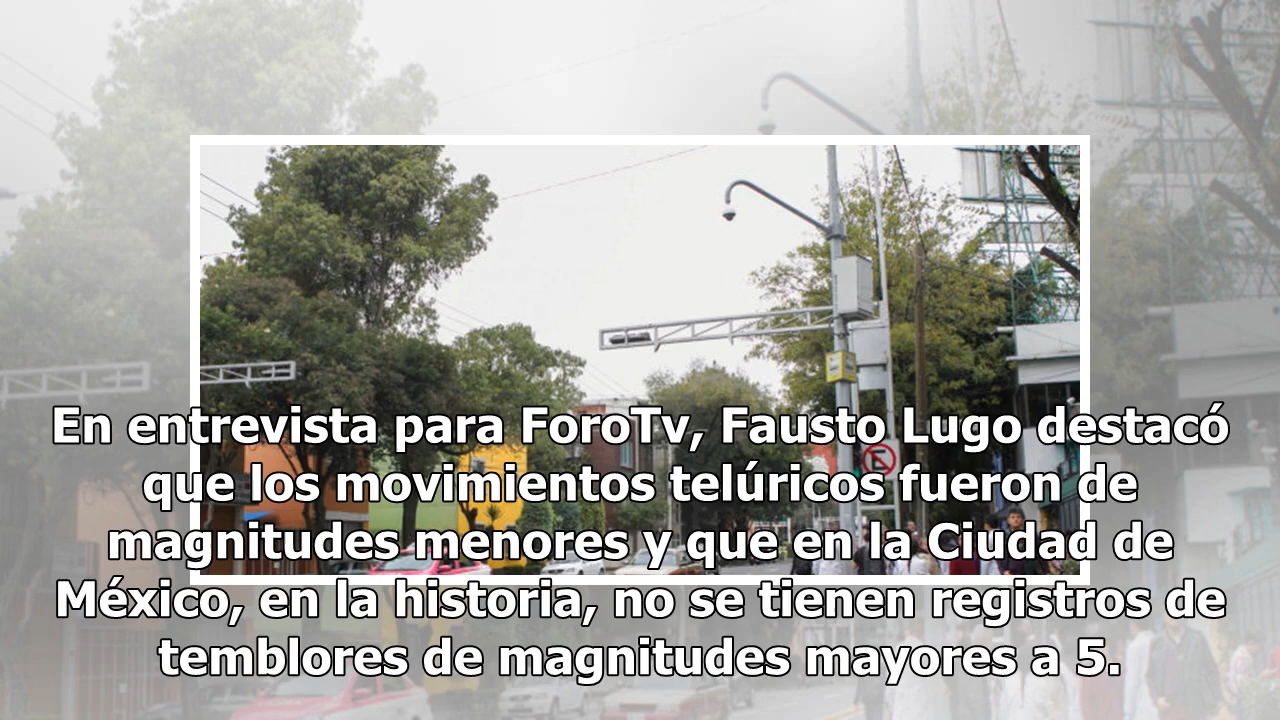 En entrevista para ForoTv, Fausto Lugo destacó
que los movimientos telúricos fueron de
magnitudes menores y que en la Ciudad de
México, en la historia, no se tienen registros de
temblores de magnitudes mayores a 5.